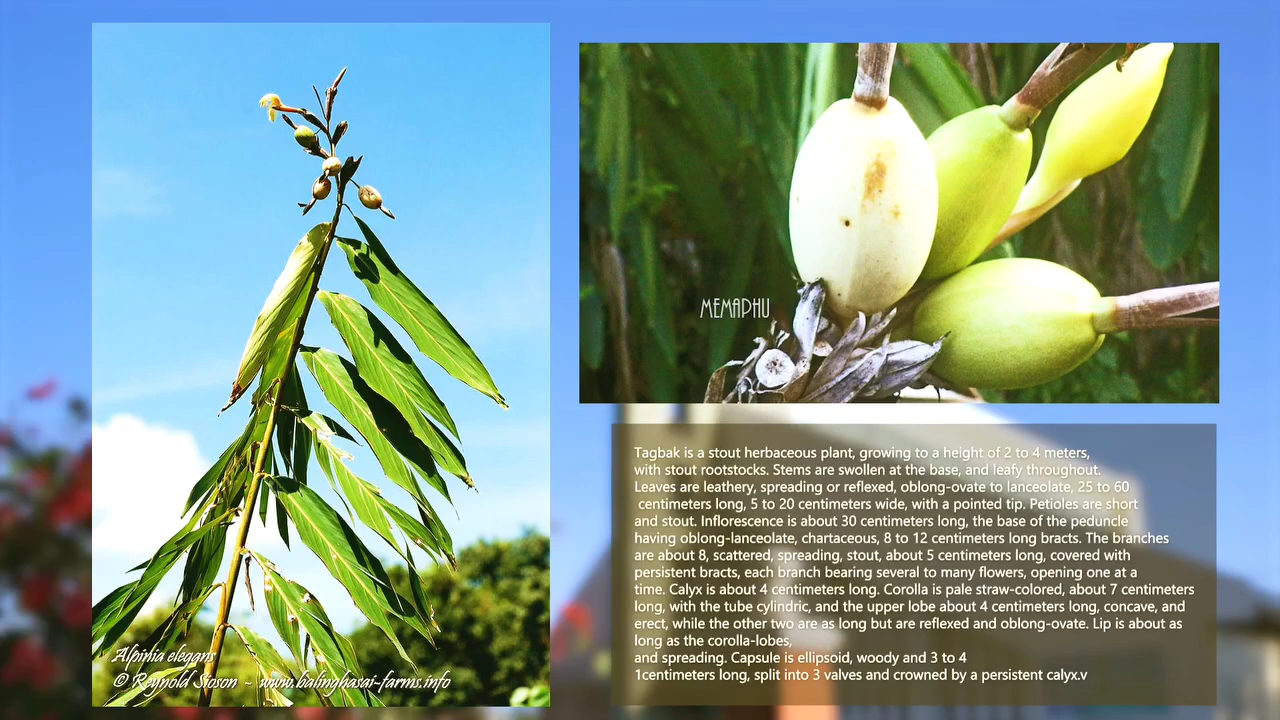 Alpinia elegans
© Reynold Sioson - www.balinghasai-farms.info
MEMAPHU
Tagbak is a stout herbaceous plant, growing to a height of 2 to 4 meters,
with stout rootstocks. Stems are swollen at the base, and leafy throughout.
Leaves are leathery, spreading or reflexed, oblong-ovate to lanceolate, 25 to 60
centimeters long, 5 to 20 centimeters wide, with a pointed tip. Petioles are short
and stout. Inflorescence is about 30 centimeters long, the base of the peduncle
having oblong-lanceolate, chartaceous, 8 to 12 centimeters long bracts. The branches
are about 8, scattered, spreading, stout, about 5 centimeters long, covered with
persistent bracts, each branch bearing several to many flowers, opening one at a
time. Calyx is about 4 centimeters long. Corolla is pale straw-colored, about 7 centimeters
long, with the tube cylindric, and the upper lobe about 4 centimeters long, concave, and
erect, while the other two are as long but are reflexed and oblong-ovate. Lip is about as
long as the corolla-lobes,
and spreading. Capsule is ellipsoid, woody and 3 to 4
1centimeters long, split into 3 valves and crowned by a persistent calyx.v